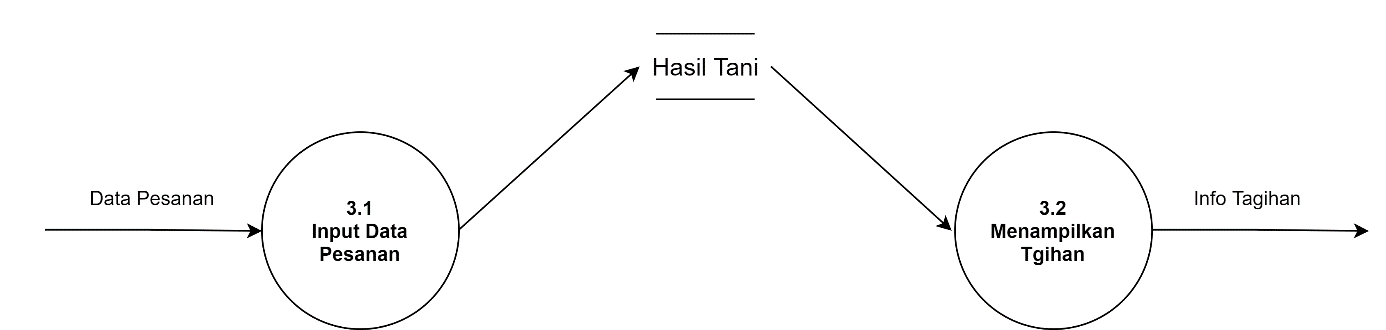 Hasil Tani
Data Pesanan
3.1
Input Data
Pesanan
3.2
Menampilkan
Tgihan
Info Tagihan